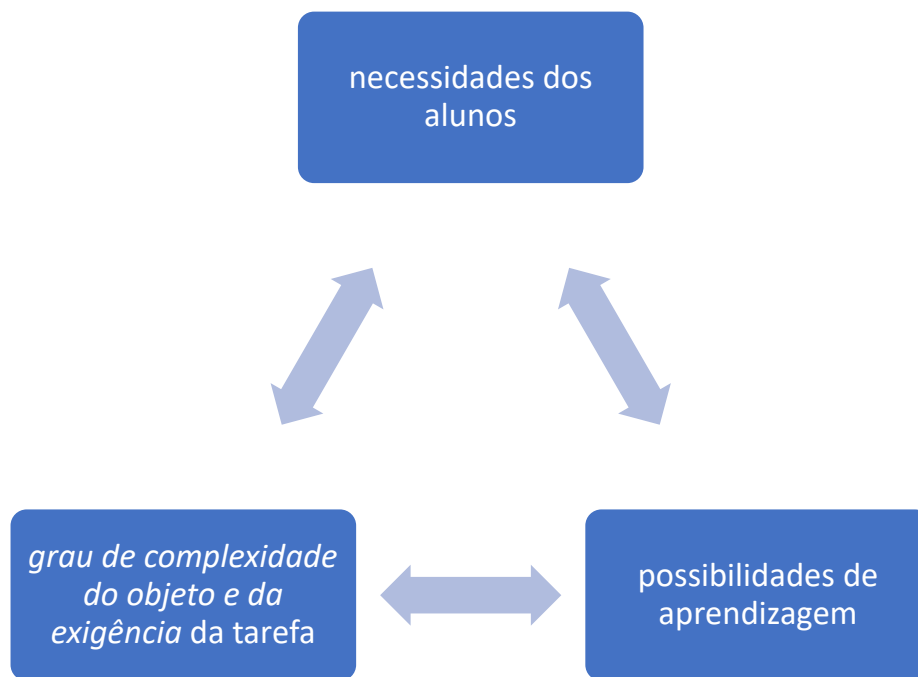 necessidades dos
alunos
grau de complexidade
do objeto e da
exigência da tarefa
possibilidades de
aprendizagem